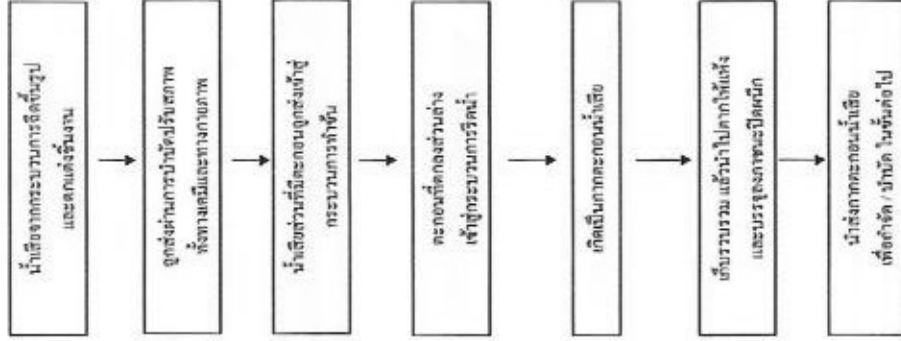 น้ำเสียจากกระบวนการฉีดขึ้นรูป
และตกแต่งชิ้นงาน
ถูกส่งผ่านการบำบัดปรับสภาพ
ทั้งทางเคมีและทางกายภาพ
น้ำเสียส่วนที่มีตะกอนถูกส่งเข้าสู่
กระบวนการทำข้น
ตะกอนที่ตกลงส่วนล่าง
เข้าสู่กระบวนการรีดน้ำ
เกิดเป็นกากตะกอนน้ำเสีย
เก็บรวบรวม แล้วนำไปตากให้แห้ง
และบรรจุลงภาชนะปิดผนึก
นำส่งกากตะกอนน้ำเสีย
เพื่อกำจัด / บำบัด ในขั้นต่อไป